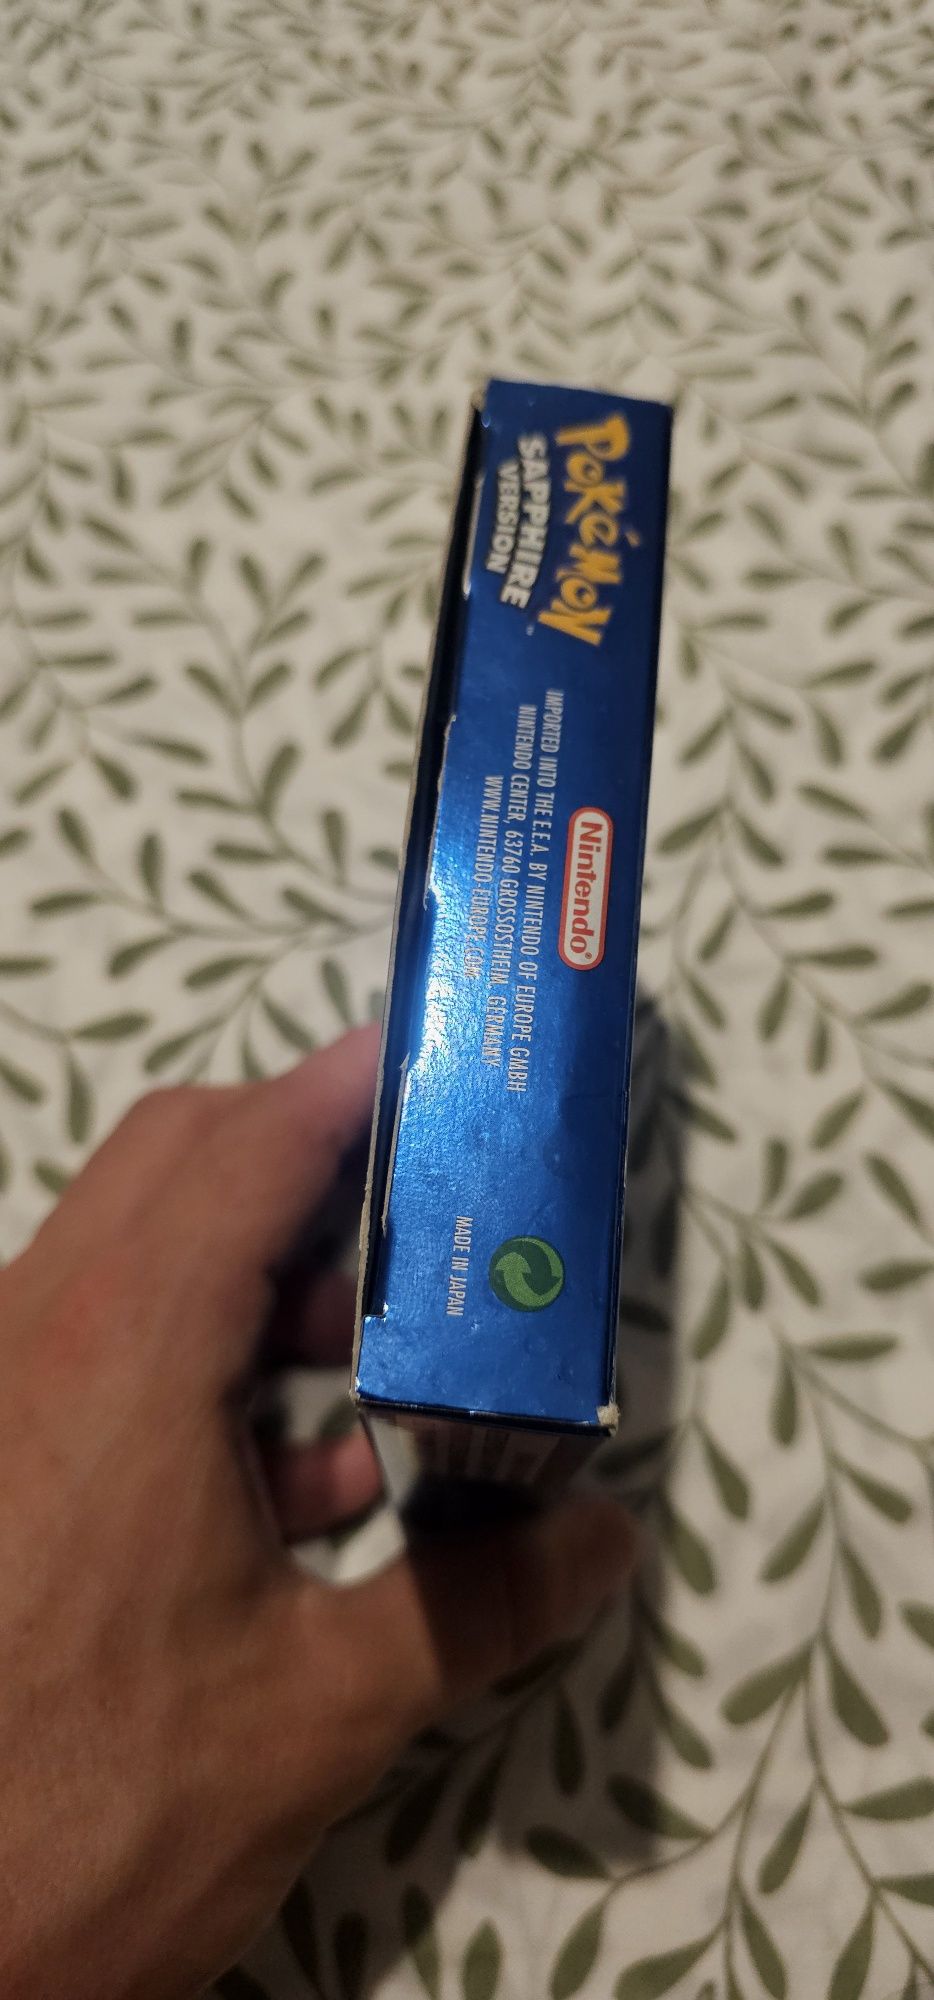 POKéMON
SAPPHIRE
VERSION
™
Nintendo®
IMPORTED INTO THE E.E.A. BY NINTENDO OF EUROPE GMBH
NINTENDO CENTER, 63760 GROSSOSTHEIM, GERMANY
WWW.NINTENDO-EUROPE.COM
MADE IN JAPAN